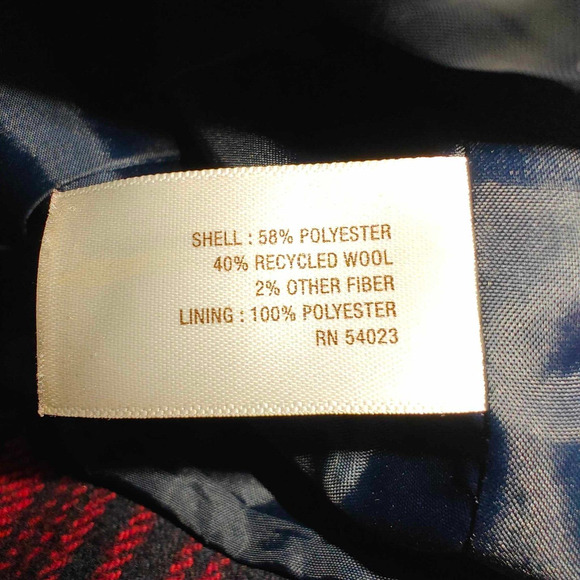 SHELL : 58% POLYESTER
40% RECYCLED WOOL
2% OTHER FIBER
LINING : 100% POLYESTER
RN 54023